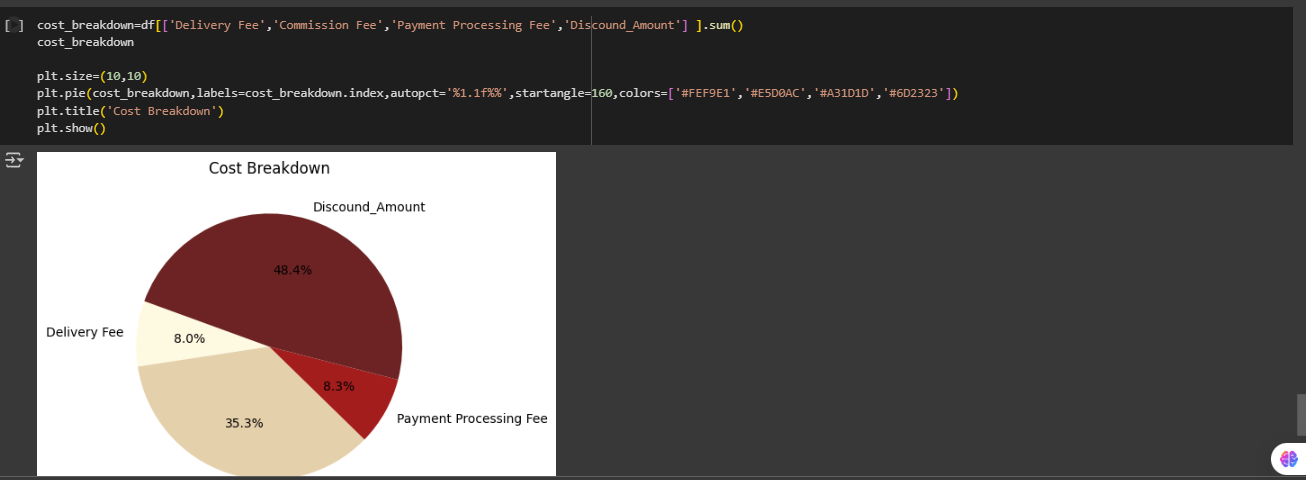 [ ] cost_breakdown=df[['Delivery Fee','Commission Fee','Payment Processing Fee','Discound_Amount'] ].sum()
cost_breakdown
plt.size=(10,10)
plt.pie(cost_breakdown,labels=cost_breakdown.index,autopct='%1.1f%%',startangle=160,colors=['#FEF9E1','#E5D0AC','#A31D1D','#6D2323'])
plt.title('Cost Breakdown')
plt.show()
Cost Breakdown
Discound_Amount
48.4%
Delivery Fee
8.0%
8.3%
Payment Processing Fee
35.3%